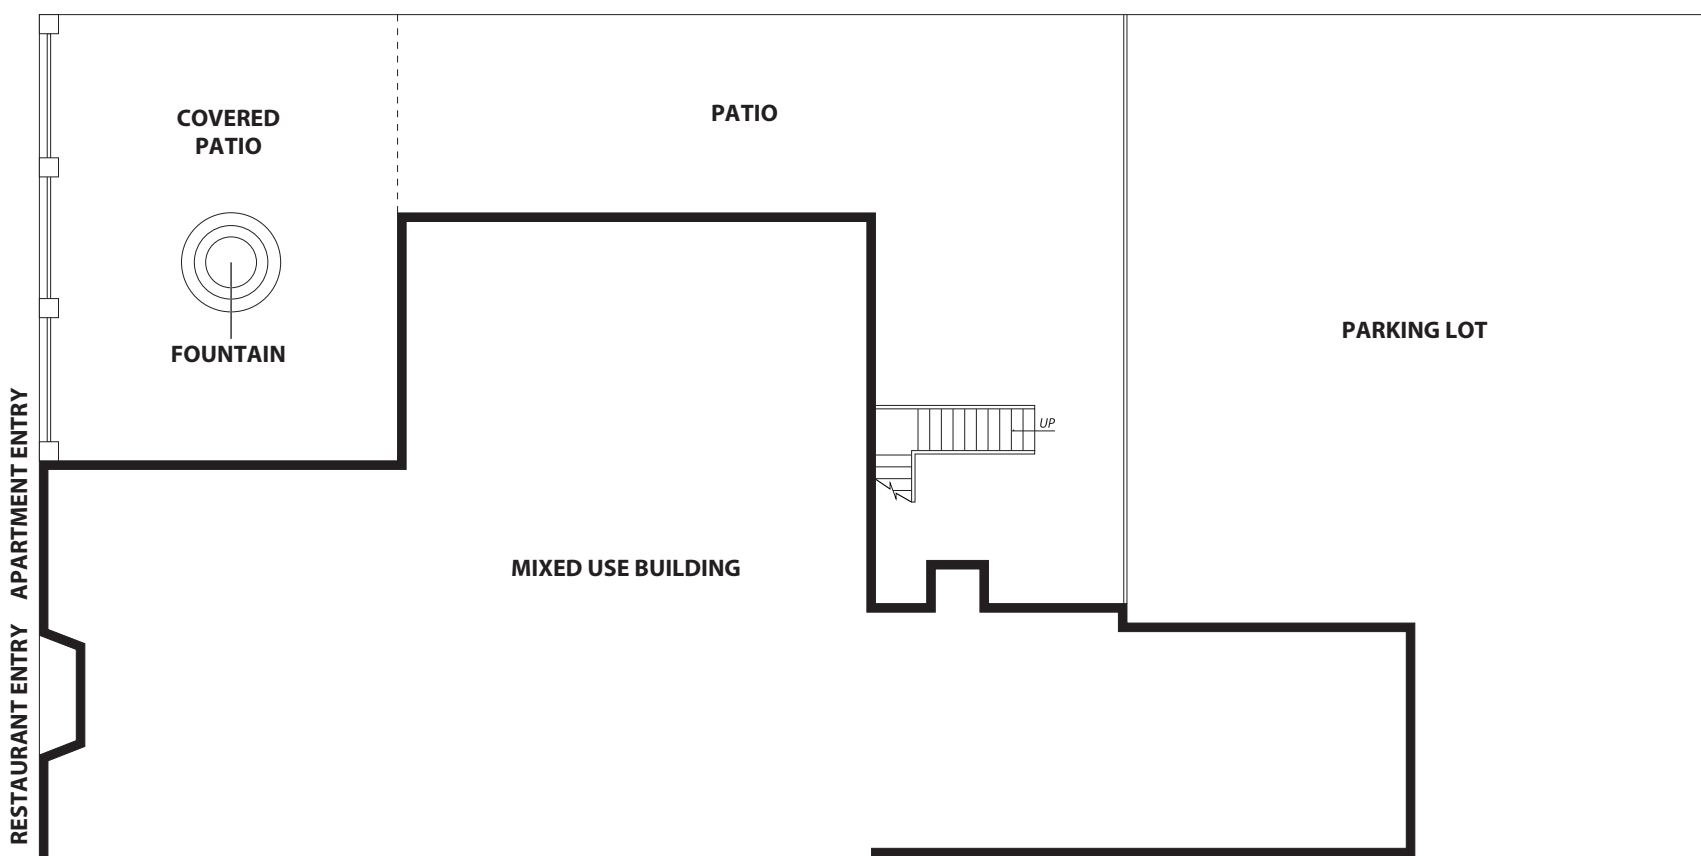 COVERED
PATIO
PATIO
FOUNTAIN
PARKING LOT
UP
MIXED USE BUILDING
APARTMENT ENTRY
RESTAURANT ENTRY